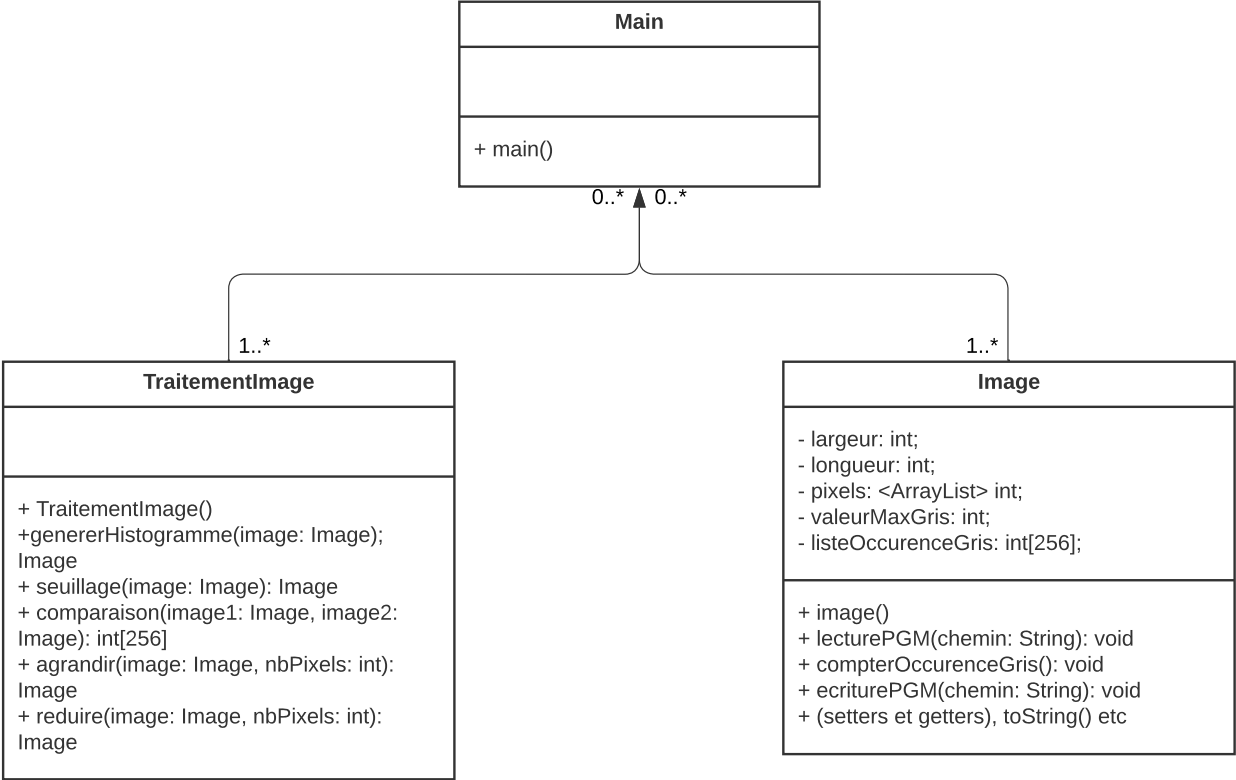 Main
+ main()
0..*
0..*
1..*
1..*
TraitementImage
+ TraitementImage()
+genererHistogramme(image: Image);
Image
+ seuillage(image: Image): Image
+ comparaison(image1: Image, image2:
Image): int[256]
+ agrandir(image: Image, nbPixels: int):
Image
+ reduire(image: Image, nbPixels: int):
Image
Image
- largeur: int;
- longueur: int;
- pixels: <ArrayList> int;
- valeurMaxGris: int;
- listeOccurenceGris: int[256];
+ image()
+ lecturePGM(chemin: String): void
+ compterOccurenceGris(): void
+ ecriturePGM(chemin: String): void
+ (setters et getters), toString() etc